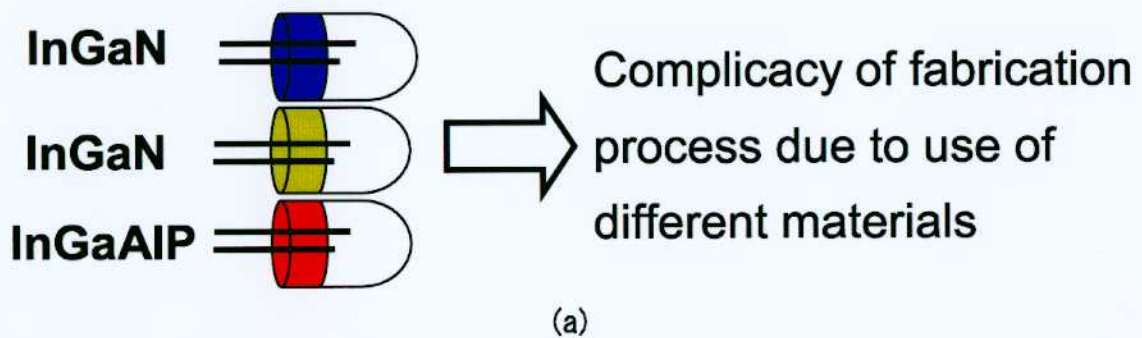 InGaN
InGaN
InGaAlP
Complicacy of fabrication
process due to use of
different materials
(a)